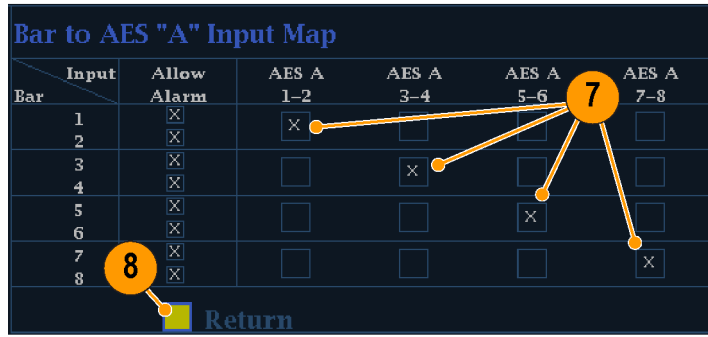 Bar to AES "A" Input Map
Input Allow AES A AES A AES A AES A
Bar Alarm 1–2 3–4 5–6 7–8
1 X X
2 X
3 X X
4 X
5 X X
6 X
7 X X
8 X
Return
7
8